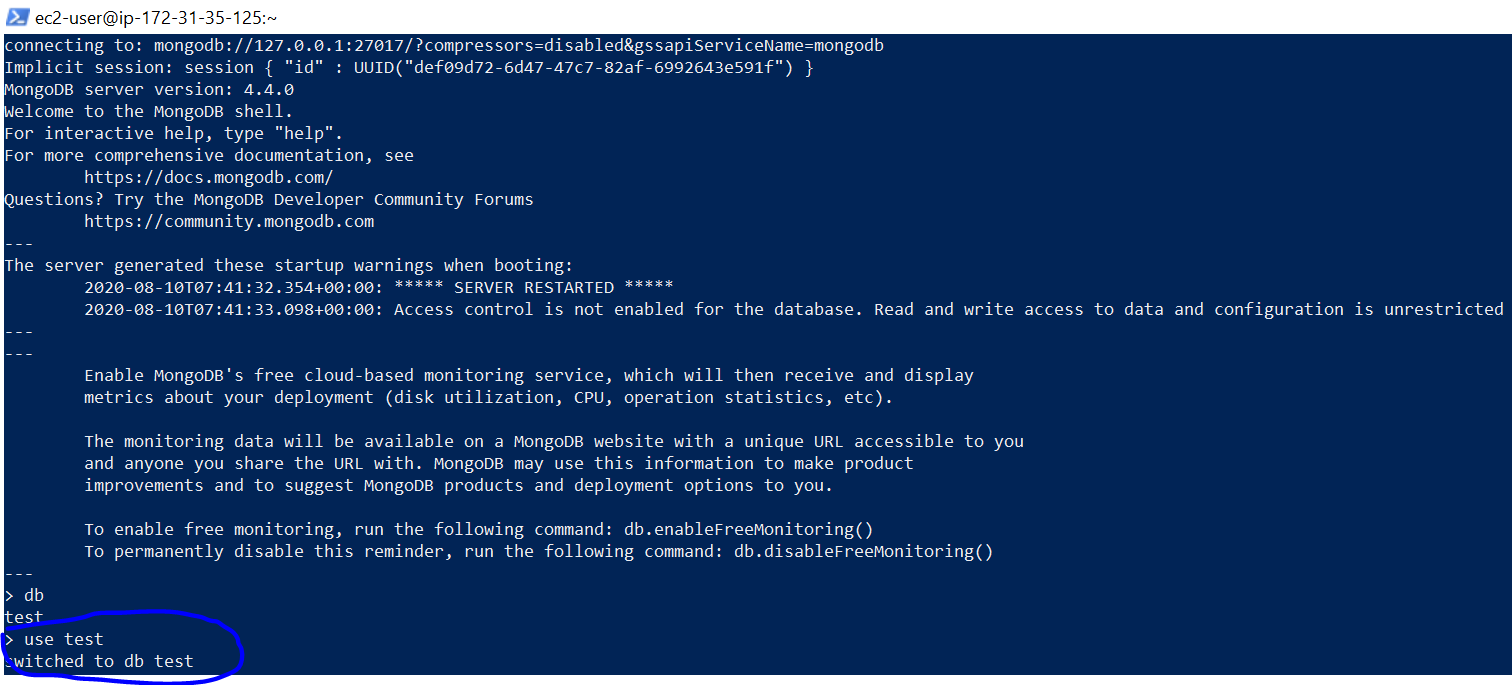 ec2-user@ip-172-31-35-125:~
connecting to: mongodb://127.0.0.1:27017/?compressors=disabled&gssapiServiceName=mongodb
Implicit session: session { "id" : UUID("def09d72-6d47-47c7-82af-6992643e591f") }
MongoDB server version: 4.4.0
Welcome to the MongoDB shell.
For interactive help, type "help".
For more comprehensive documentation, see
        https://docs.mongodb.com/
Questions? Try the MongoDB Developer Community Forums
        https://community.mongodb.com
---
The server generated these startup warnings when booting:
        2020-08-10T07:41:32.354+00:00: ***** SERVER RESTARTED *****
        2020-08-10T07:41:33.098+00:00: Access control is not enabled for the database. Read and write access to data and configuration is unrestricted
---
---
        Enable MongoDB's free cloud-based monitoring service, which will then receive and display
        metrics about your deployment (disk utilization, CPU, operation statistics, etc).

        The monitoring data will be available on a MongoDB website with a unique URL accessible to you
        and anyone you share the URL with. MongoDB may use this information to make product
        improvements and to suggest MongoDB products and deployment options to you.

        To enable free monitoring, run the following command: db.enableFreeMonitoring()
        To permanently disable this reminder, run the following command: db.disableFreeMonitoring()
---
> db
test
> use test
switched to db test